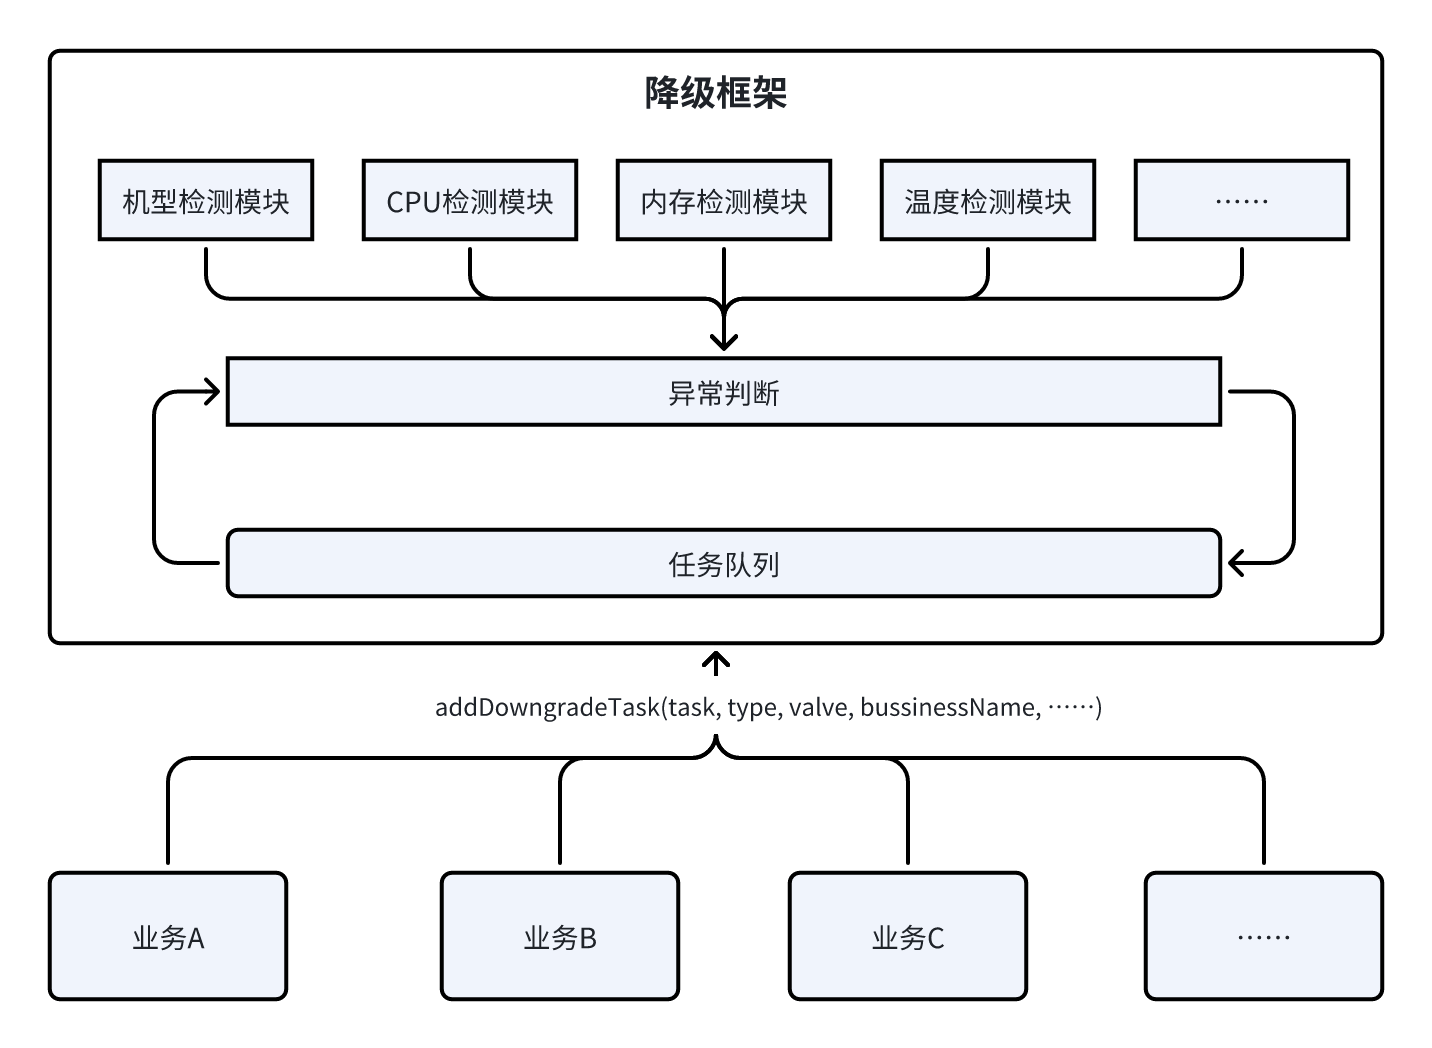 降级框架
机型检测模块
CPU检测模块
内存检测模块
温度检测模块
……
异常判断
任务队列
addDowngradeTask(task, type, valve, bussinessName, ……)
业务A
业务B
业务C
……